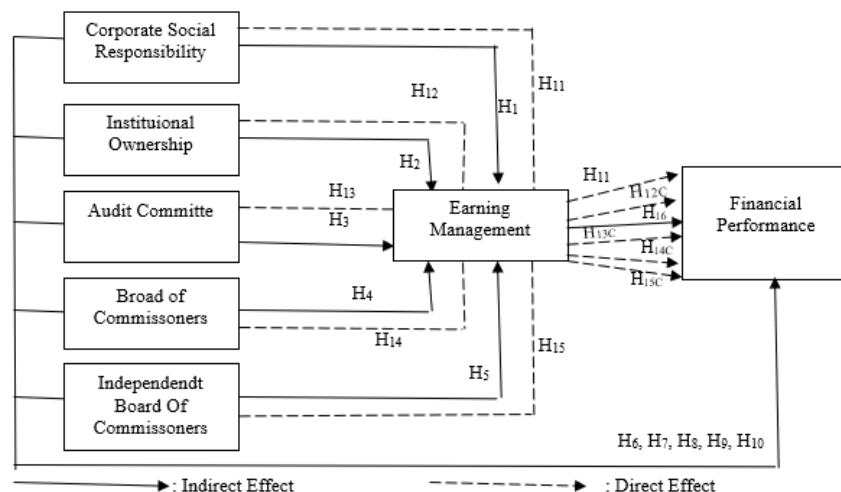 Corporate Social
Responsibility
H12
H11
H1
Instituional
Ownership
H2
H11
H13
H12C
Audit Committe
H3
Earning
Management
H16
H13C
H14C
H15C
Financial
Performance
Broad of
Commissoners
H4
H14
H15
Independendt
Board Of
Commissoners
H5
H6, H7, H8, H9, H10
: Indirect Effect
: Direct Effect